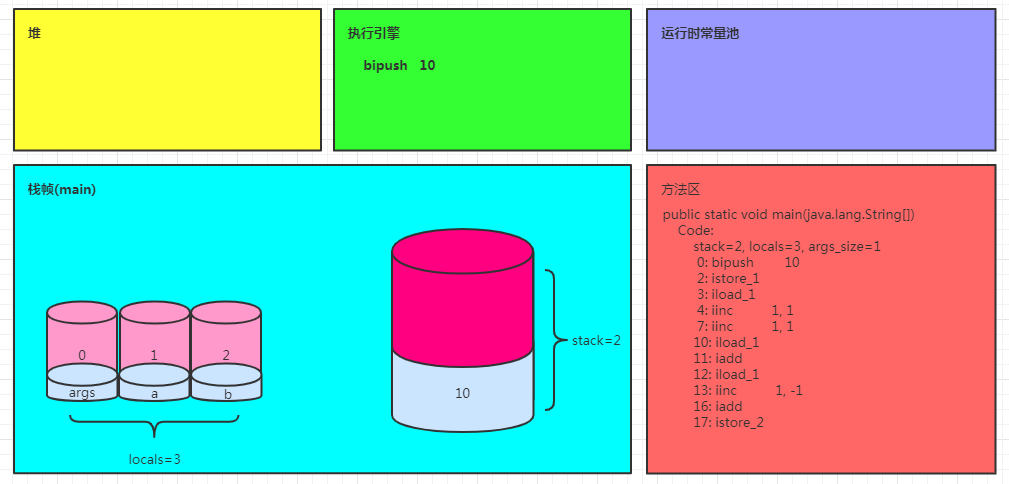 堆
执行引擎
bipush 10
运行时常量池
栈帧(main)
0
1
2
args
a
b
locals=3
10
stack=2
方法区
public static void main(java.lang.String[])
Code:
stack=2, locals=3, args_size=1
0: bipush 10
2: istore_1
3: iload_1
4: iinc 1, 1
7: iinc 1, 1
10: iload_1
11: iadd
12: iload_1
13: iinc 1, -1
16: iadd
17: istore_2